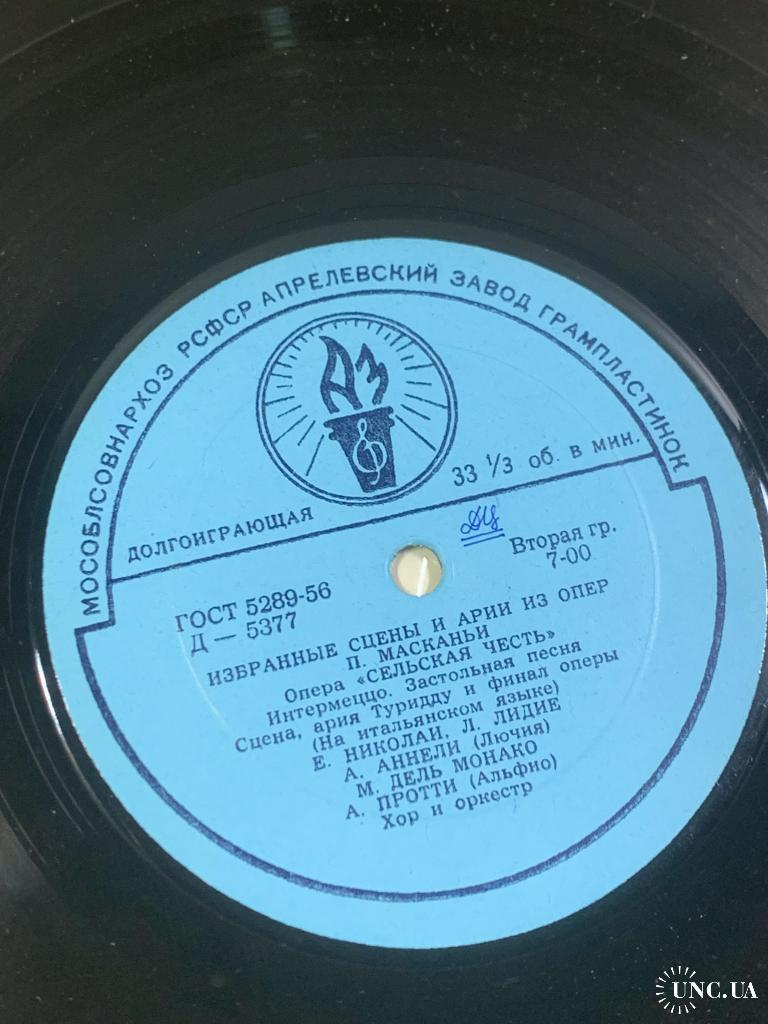 МОСОБЛСОВНАРХОЗ РСФСР АПРЕЛЕВСКИЙ ЗАВОД ГРАМПЛАСТИНОК
АЗ
ДОЛГОИГРАЮЩАЯ
33 1/3 об. в мин.
ГОСТ 5289-56
Д — 5377
Вторая гр.
7-00
ИЗБРАННЫЕ СЦЕНЫ И АРИИ ИЗ ОПЕР
П. МАСКАНЬИ
Опера «СЕЛЬСКАЯ ЧЕСТЬ»
Интермеццо. Застольная песня
Сцена, ария Туридду и финал оперы
(На итальянском языке)
Е. НИКОЛАИ, Л. ЛИДИЕ
А. АННЕЛИ (Лючия)
М. ДЕЛЬ МОНАКО
А. ПРОТТИ (Альфио)
Хор и оркестр
UNC.UA